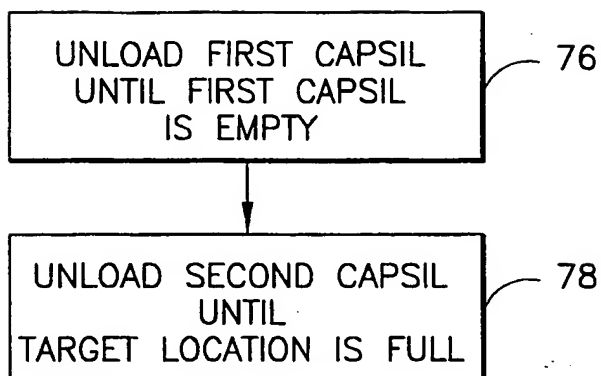 UNLOAD FIRST CAPSIL
UNTIL FIRST CAPSIL
IS EMPTY
76
UNLOAD SECOND CAPSIL
UNTIL
TARGET LOCATION IS FULL
78